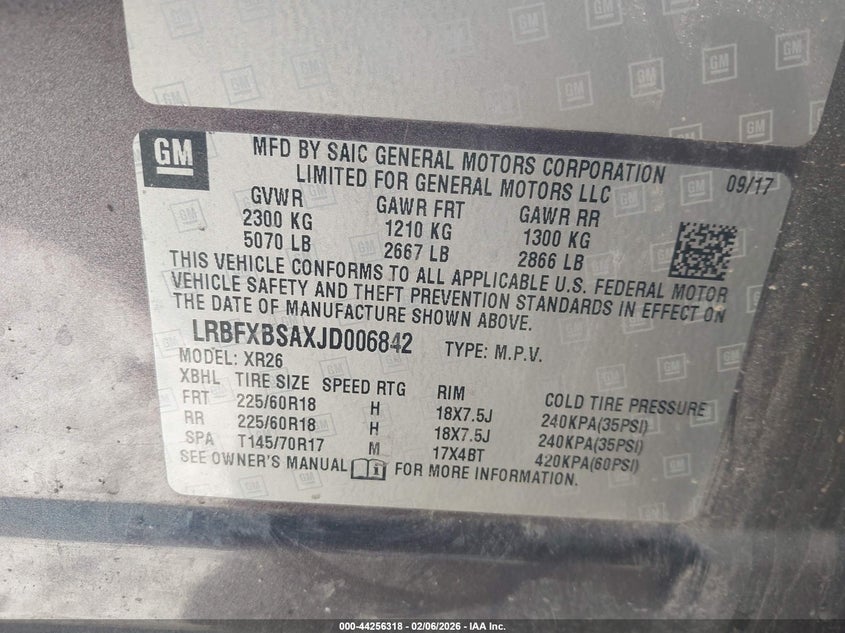 GM
MFD BY SAIC GENERAL MOTORS CORPORATION
LIMITED FOR GENERAL MOTORS LLC
09/17
GVWR GAWR FRT GAWR RR
2300 KG 1210 KG 1300 KG
5070 LB 2667 LB 2866 LB
THIS VEHICLE CONFORMS TO ALL APPLICABLE U.S. FEDERAL MOTOR
VEHICLE SAFETY AND THEFT PREVENTION STANDARDS IN EFFECT ON
THE DATE OF MANUFACTURE SHOWN ABOVE.
LRBFXBSAXJD006842 TYPE: M.P.V.
MODEL: XR26
XBHL TIRE SIZE SPEED RTG RIM COLD TIRE PRESSURE
FRT 225/60R18 H 18X7.5J 240KPA(35PSI)
RR 225/60R18 H 18X7.5J 240KPA(35PSI)
SPA T145/70R17 M 17X4BT 420KPA(60PSI)
SEE OWNER'S MANUAL FOR MORE INFORMATION.
000-44256318 - 02/06/2026 - IAA Inc.